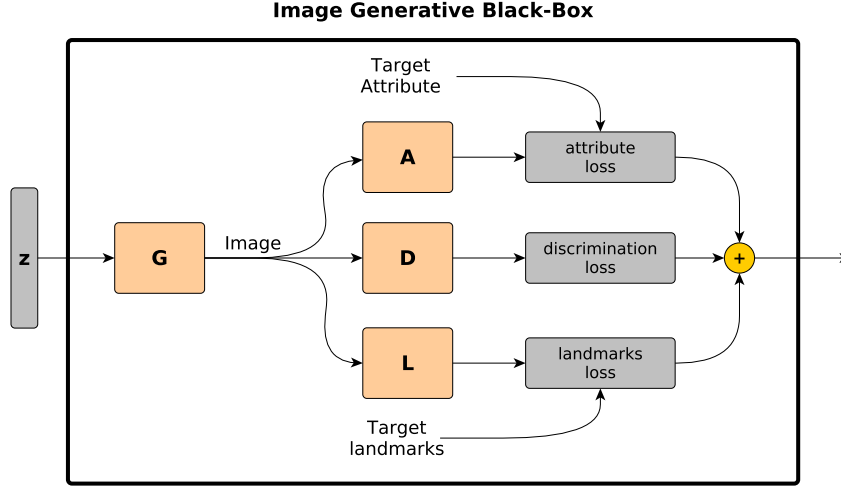 Image Generative Black-Box
Target
Attribute
A
attribute
loss
z
G
Image
D
discrimination
loss
+
L
landmarks
loss
Target
landmarks